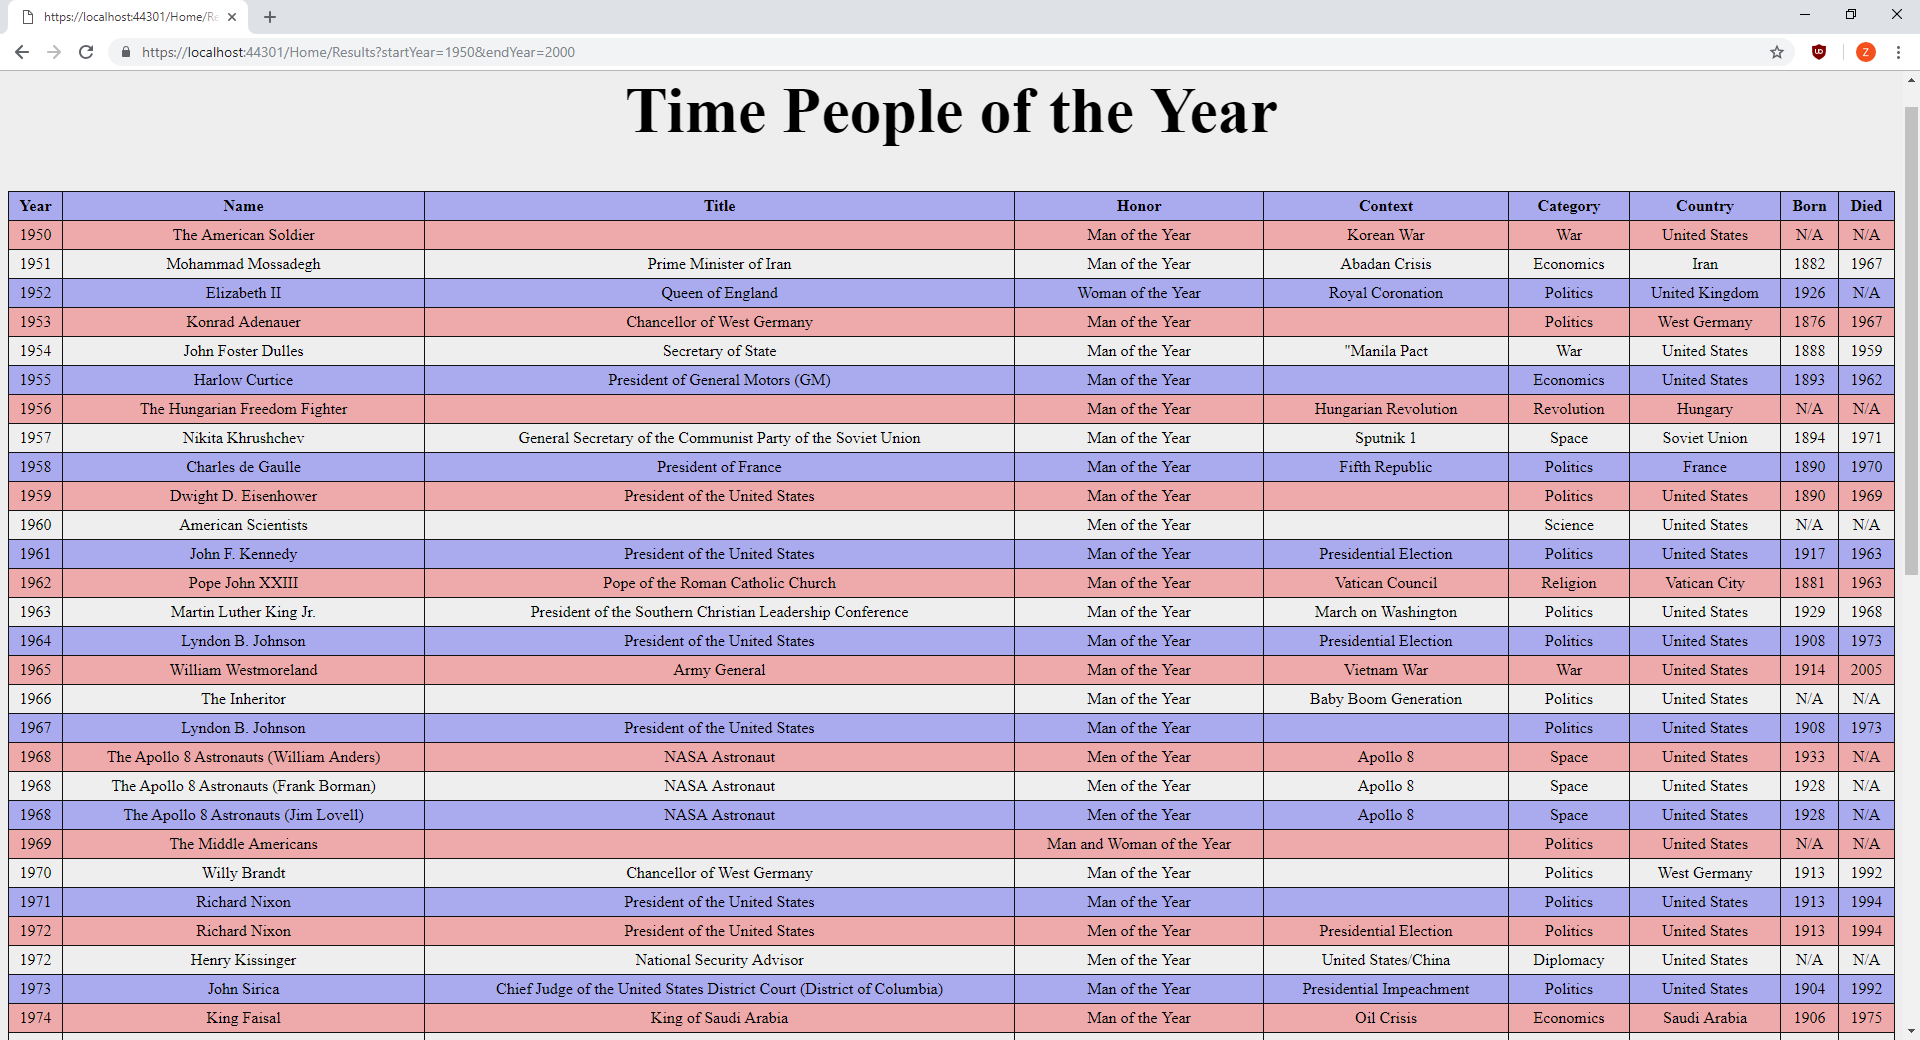 https://localhost:44301/Home/Re
https://localhost:44301/Home/Results?startYear=1950&endYear=2000
Z
Time People of the Year
Year Name Title Honor Context Category Country Born Died
1950 The American Soldier Man of the Year Korean War War United States N/A N/A
1951 Mohammad Mossadegh Prime Minister of Iran Man of the Year Abadan Crisis Economics Iran 1882 1967
1952 Elizabeth II Queen of England Woman of the Year Royal Coronation Politics United Kingdom 1926 N/A
1953 Konrad Adenauer Chancellor of West Germany Man of the Year Politics West Germany 1876 1967
1954 John Foster Dulles Secretary of State Man of the Year "Manila Pact War United States 1888 1959
1955 Harlow Curtice President of General Motors (GM) Man of the Year Economics United States 1893 1962
1956 The Hungarian Freedom Fighter Man of the Year Hungarian Revolution Revolution Hungary N/A N/A
1957 Nikita Khrushchev General Secretary of the Communist Party of the Soviet Union Man of the Year Sputnik 1 Space Soviet Union 1894 1971
1958 Charles de Gaulle President of France Man of the Year Fifth Republic Politics France 1890 1970
1959 Dwight D. Eisenhower President of the United States Man of the Year Politics United States 1890 1969
1960 American Scientists Men of the Year Science United States N/A N/A
1961 John F. Kennedy President of the United States Man of the Year Presidential Election Politics United States 1917 1963
1962 Pope John XXIII Pope of the Roman Catholic Church Man of the Year Vatican Council Religion Vatican City 1881 1963
1963 Martin Luther King Jr. President of the Southern Christian Leadership Conference Man of the Year March on Washington Politics United States 1929 1968
1964 Lyndon B. Johnson President of the United States Man of the Year Presidential Election Politics United States 1908 1973
1965 William Westmoreland Army General Man of the Year Vietnam War War United States 1914 2005
1966 The Inheritor Man of the Year Baby Boom Generation Politics United States N/A N/A
1967 Lyndon B. Johnson President of the United States Man of the Year Politics United States 1908 1973
1968 The Apollo 8 Astronauts (William Anders) NASA Astronaut Men of the Year Apollo 8 Space United States 1933 N/A
1968 The Apollo 8 Astronauts (Frank Borman) NASA Astronaut Men of the Year Apollo 8 Space United States 1928 N/A
1968 The Apollo 8 Astronauts (Jim Lovell) NASA Astronaut Men of the Year Apollo 8 Space United States 1928 N/A
1969 The Middle Americans Man and Woman of the Year Politics United States N/A N/A
1970 Willy Brandt Chancellor of West Germany Man of the Year Politics West Germany 1913 1992
1971 Richard Nixon President of the United States Man of the Year Politics United States 1913 1994
1972 Richard Nixon President of the United States Men of the Year Presidential Election Politics United States 1913 1994
1972 Henry Kissinger National Security Advisor Men of the Year United States/China Diplomacy United States N/A N/A
1973 John Sirica Chief Judge of the United States District Court (District of Columbia) Man of the Year Presidential Impeachment Politics United States 1904 1992
1974 King Faisal King of Saudi Arabia Man of the Year Oil Crisis Economics Saudi Arabia 1906 1975